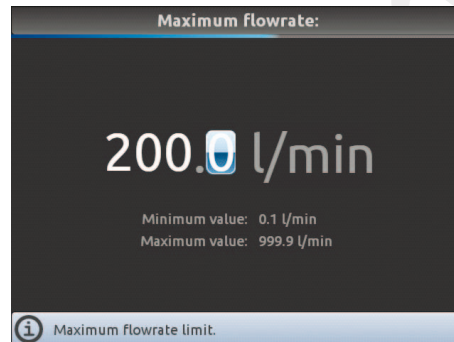 Maximum flowrate:
200.0 l/min
Minimum value: 0.1 l/min
Maximum value: 999.9 l/min
Maximum flowrate limit.